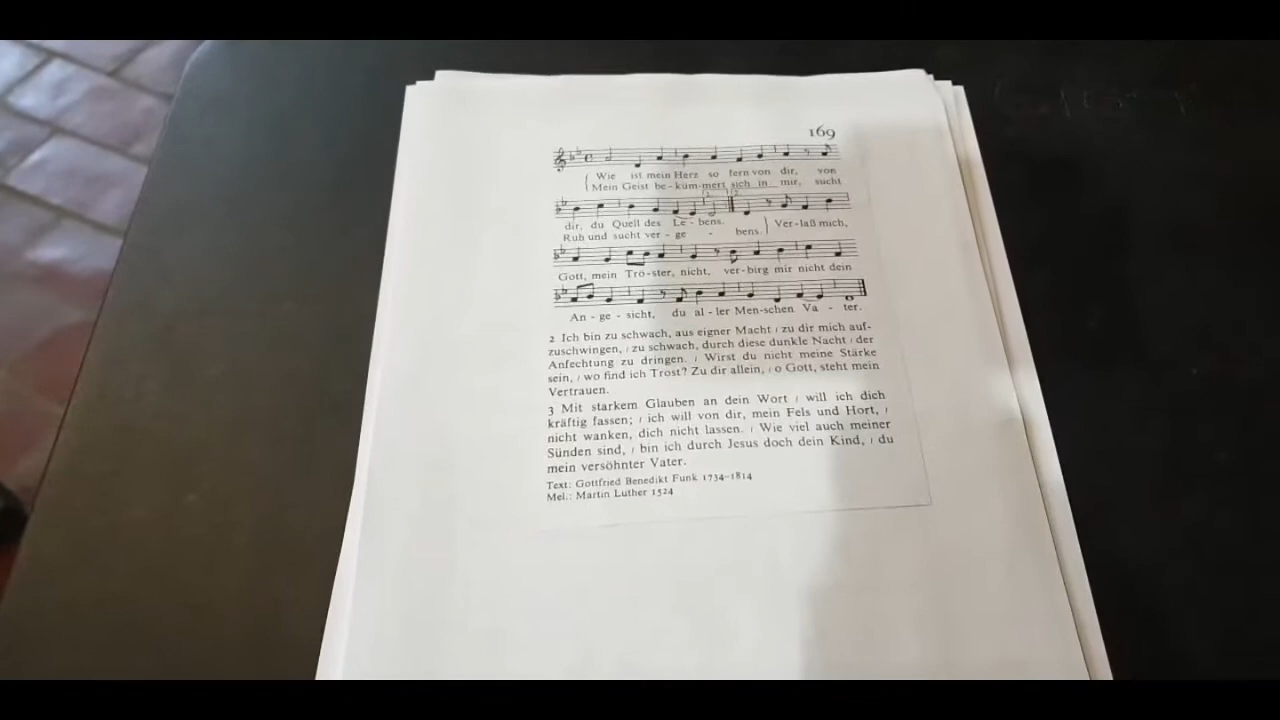 169
Wie ist mein Herz so fern von dir, von
Mein Geist be-küm-mert sich in mir, sucht
1. 2.
dir, du Quell des Le - bens. Ver-laß mich,
Ruh und sucht ver - ge - bens.
Gott, mein Trö-ster, nicht, ver-birg mir nicht dein
An - ge - sicht, du al - ler Men-schen Va - ter.
2 Ich bin zu schwach, aus eigner Macht / zu dir mich auf-
zuschwingen, / zu schwach, durch diese dunkle Nacht / der
Anfechtung zu dringen. / Wirst du nicht meine Stärke
sein, / wo find ich Trost? Zu dir allein, / o Gott, steht mein
Vertrauen.
3 Mit starkem Glauben an dein Wort / will ich dich
kräftig fassen; / ich will von dir, mein Fels und Hort, /
nicht wanken, dich nicht lassen. / Wie viel auch meiner
Sünden sind, / bin ich durch Jesus doch dein Kind, / du
mein versöhnter Vater.
Text: Gottfried Benedikt Funk 1734–1814
Mel.: Martin Luther 1524